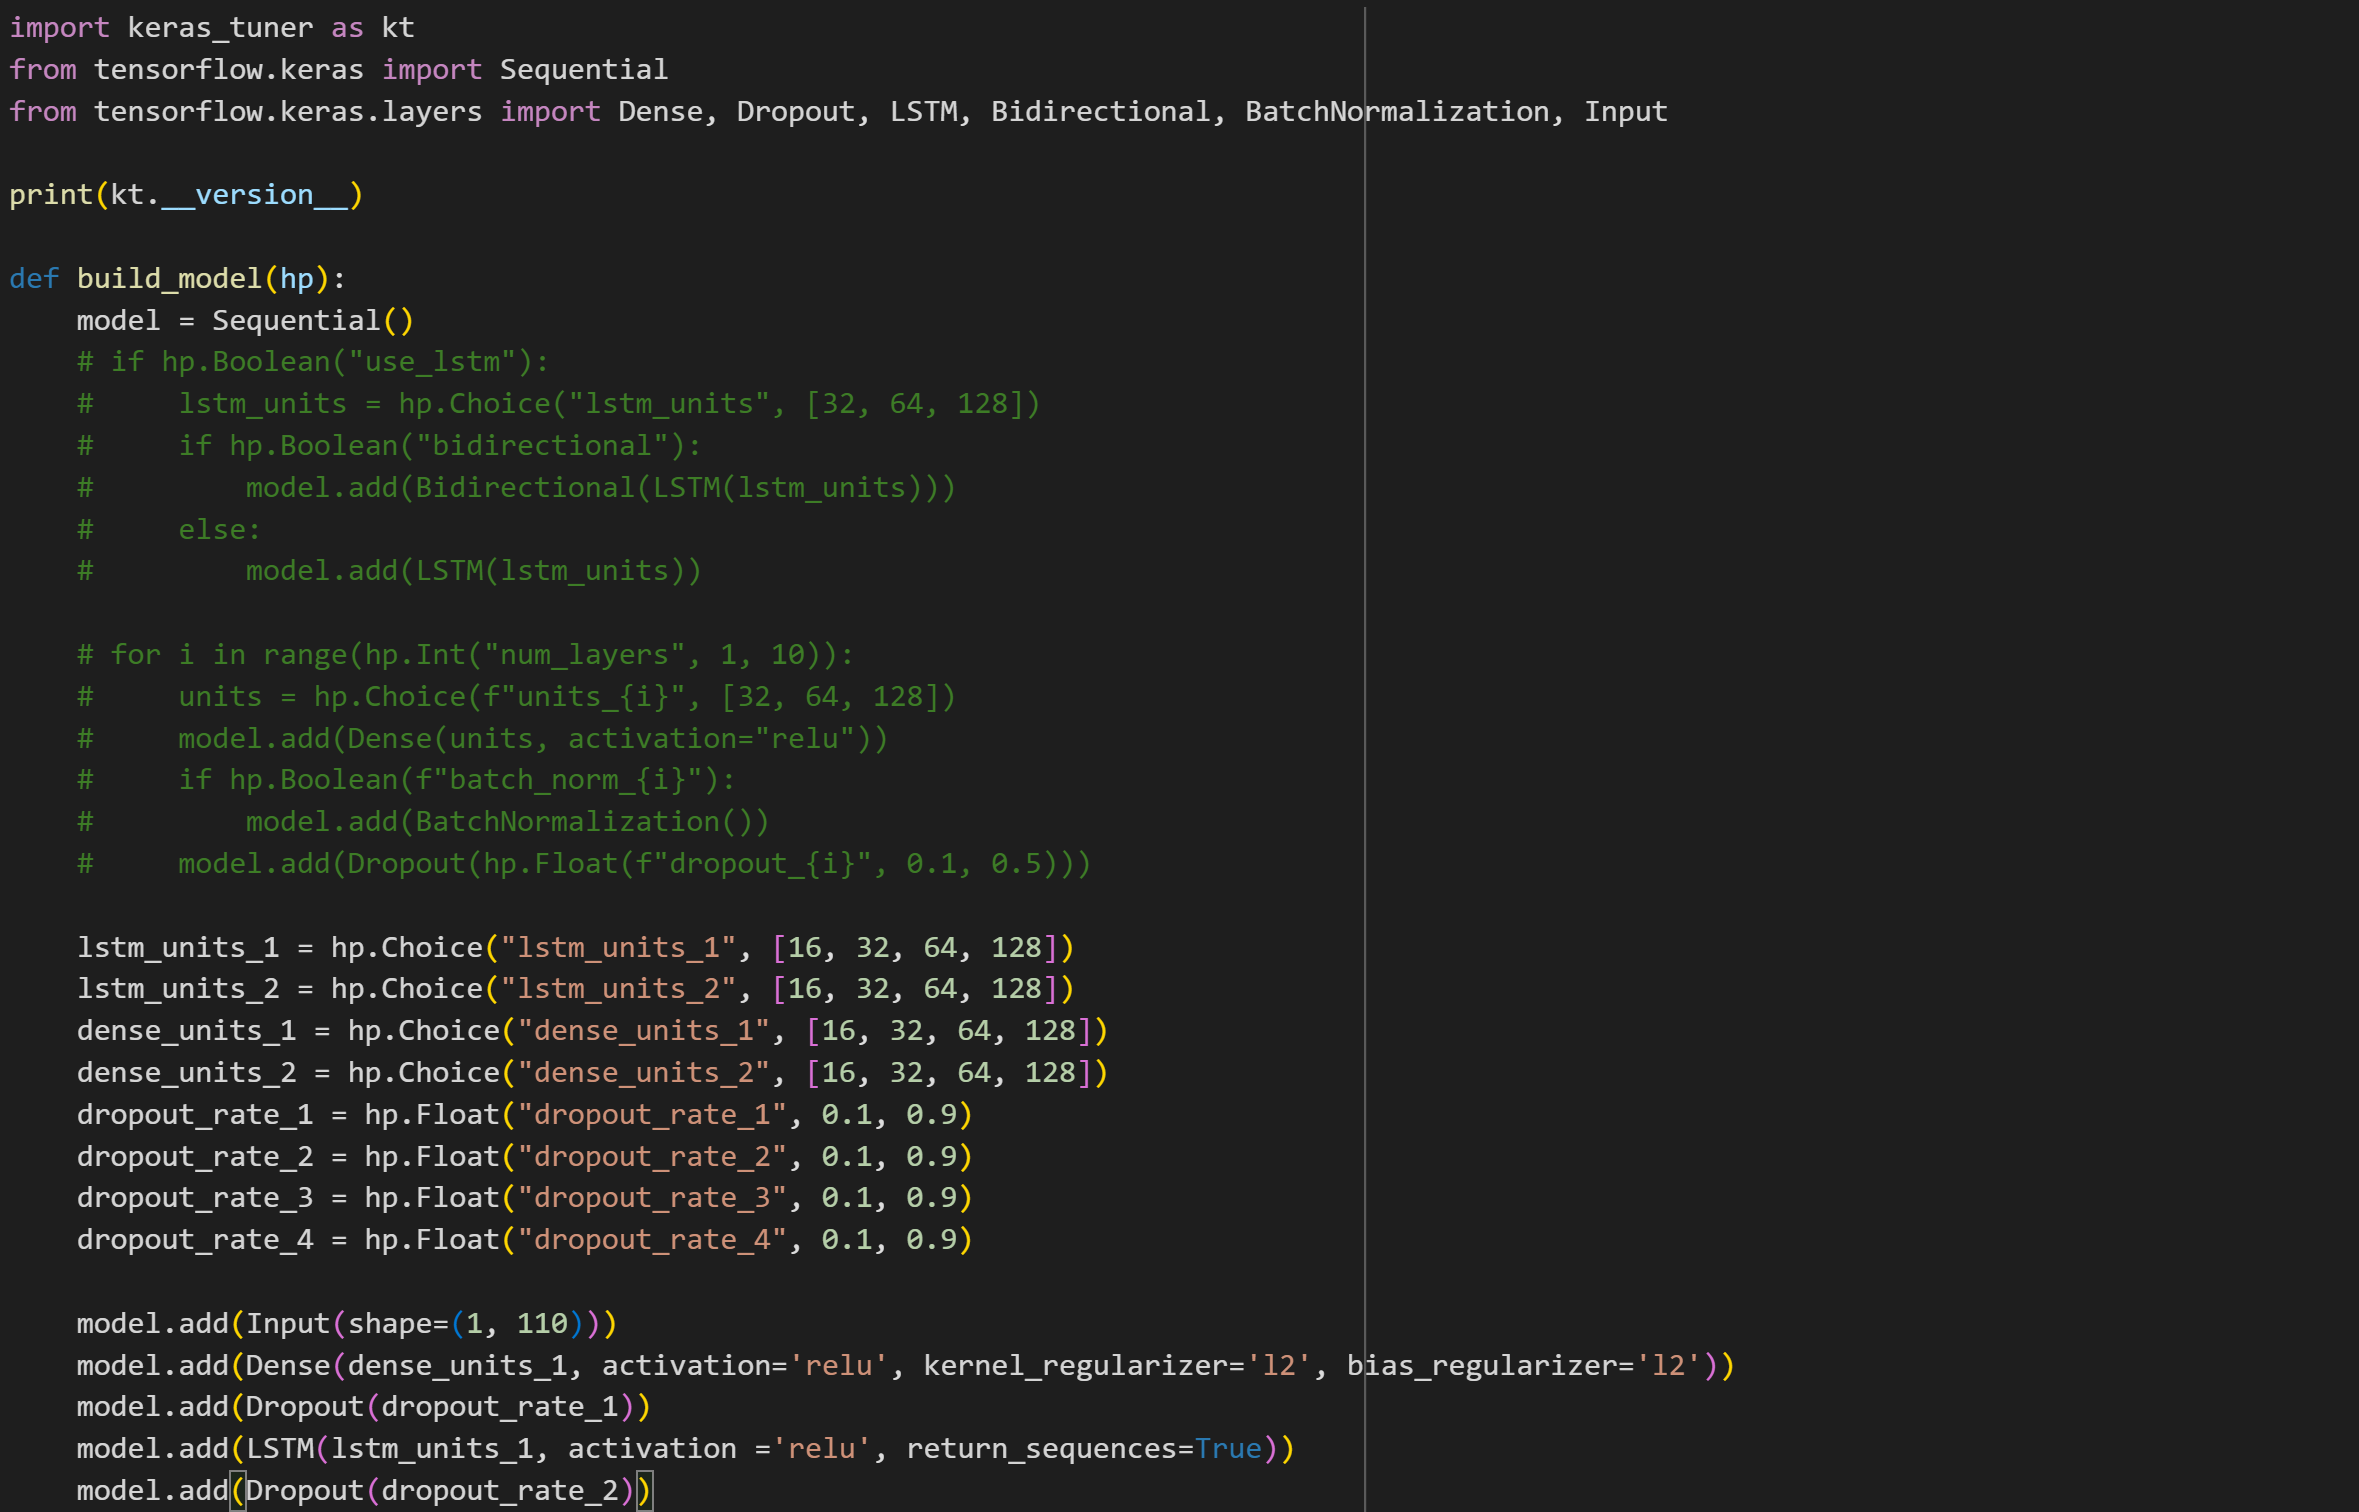 import keras_tuner as kt
from tensorflow.keras import Sequential
from tensorflow.keras.layers import Dense, Dropout, LSTM, Bidirectional, BatchNormalization, Input

print(kt.__version__)

def build_model(hp):
    model = Sequential()
    # if hp.Boolean("use_lstm"):
    #     lstm_units = hp.Choice("lstm_units", [32, 64, 128])
    #     if hp.Boolean("bidirectional"):
    #         model.add(Bidirectional(LSTM(lstm_units)))
    #     else:
    #         model.add(LSTM(lstm_units))

    # for i in range(hp.Int("num_layers", 1, 10)):
    #     units = hp.Choice(f"units_{i}", [32, 64, 128])
    #     model.add(Dense(units, activation="relu"))
    #     if hp.Boolean(f"batch_norm_{i}"):
    #         model.add(BatchNormalization())
    #     model.add(Dropout(hp.Float(f"dropout_{i}", 0.1, 0.5)))

    lstm_units_1 = hp.Choice("lstm_units_1", [16, 32, 64, 128])
    lstm_units_2 = hp.Choice("lstm_units_2", [16, 32, 64, 128])
    dense_units_1 = hp.Choice("dense_units_1", [16, 32, 64, 128])
    dense_units_2 = hp.Choice("dense_units_2", [16, 32, 64, 128])
    dropout_rate_1 = hp.Float("dropout_rate_1", 0.1, 0.9)
    dropout_rate_2 = hp.Float("dropout_rate_2", 0.1, 0.9)
    dropout_rate_3 = hp.Float("dropout_rate_3", 0.1, 0.9)
    dropout_rate_4 = hp.Float("dropout_rate_4", 0.1, 0.9)

    model.add(Input(shape=(1, 110)))
    model.add(Dense(dense_units_1, activation='relu', kernel_regularizer='l2', bias_regularizer='l2'))
    model.add(Dropout(dropout_rate_1))
    model.add(LSTM(lstm_units_1, activation ='relu', return_sequences=True))
    model.add(Dropout(dropout_rate_2))